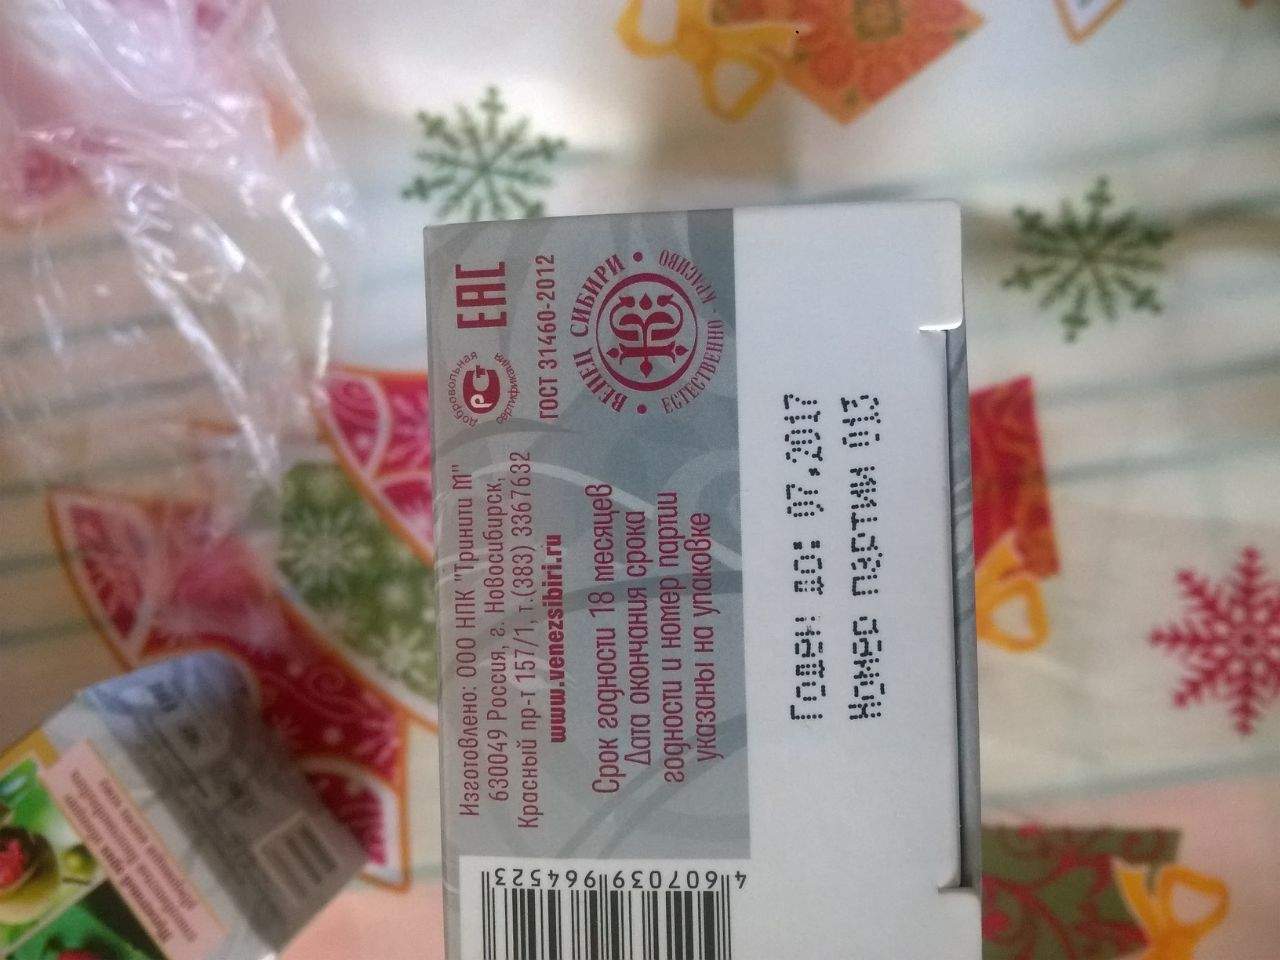 Изготовлено: ООО НПК "Тринити М"
630049 Россия, г. Новосибирск,
Красный пр-т 157/1, т.(383) 3367632
www.venezsibiri.ru
Срок годности 18 месяцев
Дата окончания срока
годности и номер партии
указаны на упаковке
добровольная
РСТ
сертификация
ЕАС
ГОСТ 31460-2012
ВЕНЕЦ СИБИРИ
ЕСТЕСТВЕННО - КРАСИВО
Годен до: 07.2017
Номер партии 013
4 607039 964523